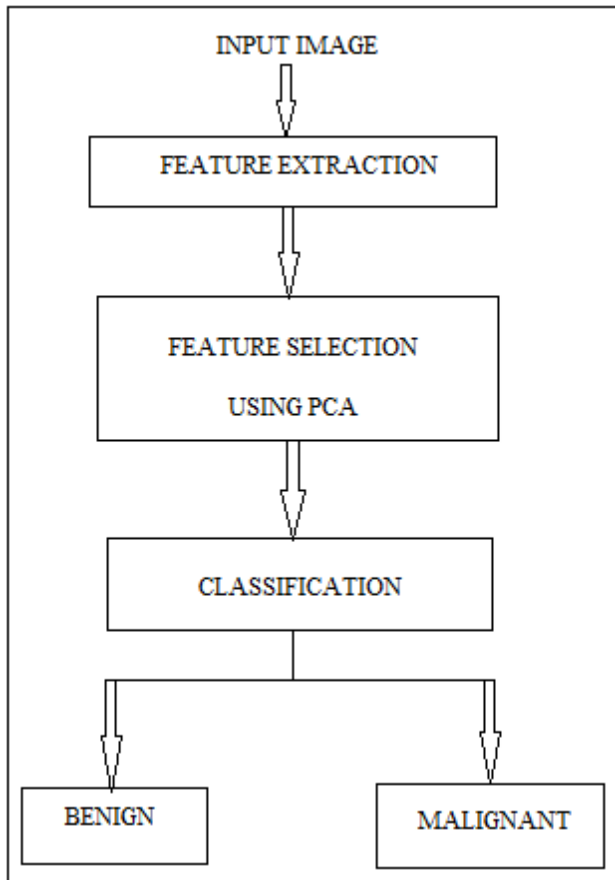 INPUT IMAGE
FEATURE EXTRACTION
FEATURE SELECTION
USING PCA
CLASSIFICATION
BENIGN
MALIGNANT